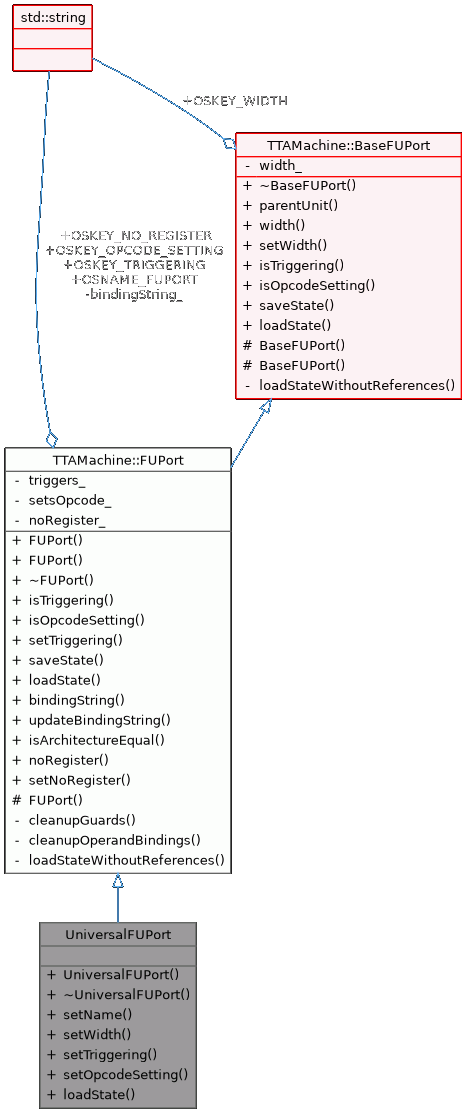 std::string
+OSKEY_WIDTH
TTAMachine::BaseFUPort
- width_
+ ~BaseFUPort()
+ parentUnit()
+ width()
+ setWidth()
+ isTriggering()
+ isOpcodeSetting()
+ saveState()
+ loadState()
# BaseFUPort()
# BaseFUPort()
- loadStateWithoutReferences()
+OSKEY_NO_REGISTER
+OSKEY_OPCODE_SETTING
+OSKEY_TRIGGERING
+OSNAME_FUPORT
-bindingString_
TTAMachine::FUPort
- triggers_
- setsOpcode_
- noRegister_
+ FUPort()
+ FUPort()
+ ~FUPort()
+ isTriggering()
+ isOpcodeSetting()
+ setTriggering()
+ saveState()
+ loadState()
+ bindingString()
+ updateBindingString()
+ isArchitectureEqual()
+ noRegister()
+ setNoRegister()
# FUPort()
- cleanupGuards()
- cleanupOperandBindings()
- loadStateWithoutReferences()
UniversalFUPort
+ UniversalFUPort()
+ ~UniversalFUPort()
+ setName()
+ setWidth()
+ setTriggering()
+ setOpcodeSetting()
+ loadState()